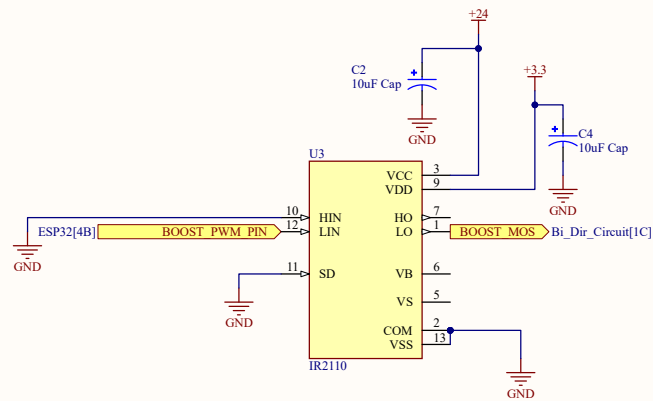 +24
C2
10uF Cap
GND
+3.3
C4
10uF Cap
GND
U3
VCC 3
VDD 9
10 HIN
HO 7
ESP32[4B] BOOST_PWM_PIN 12 LIN
LO 1 BOOST_MOS Bi_Dir_Circuit[1C]
GND
11 SD
VB 6
GND
VS 5
COM 2
VSS 13
IR2110
GND